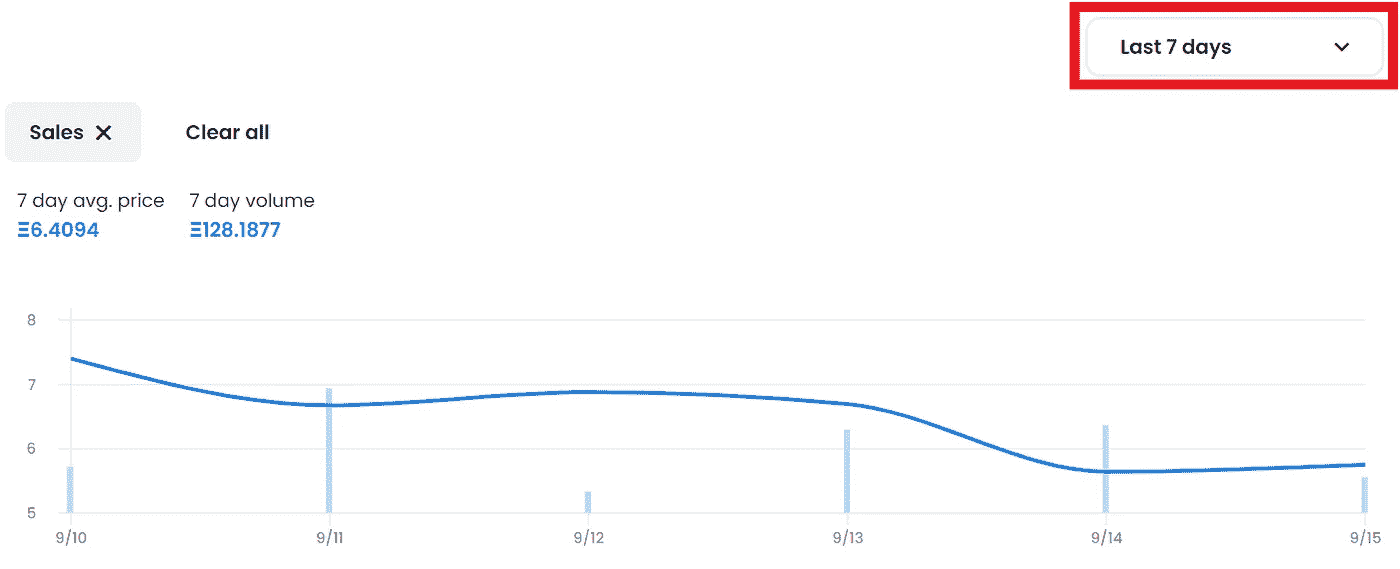 Last 7 days
Sales ✕ Clear all
7 day avg. price 7 day volume
Ξ6.4094 Ξ128.1877
8
7
6
5
9/10 9/11 9/12 9/13 9/14 9/15